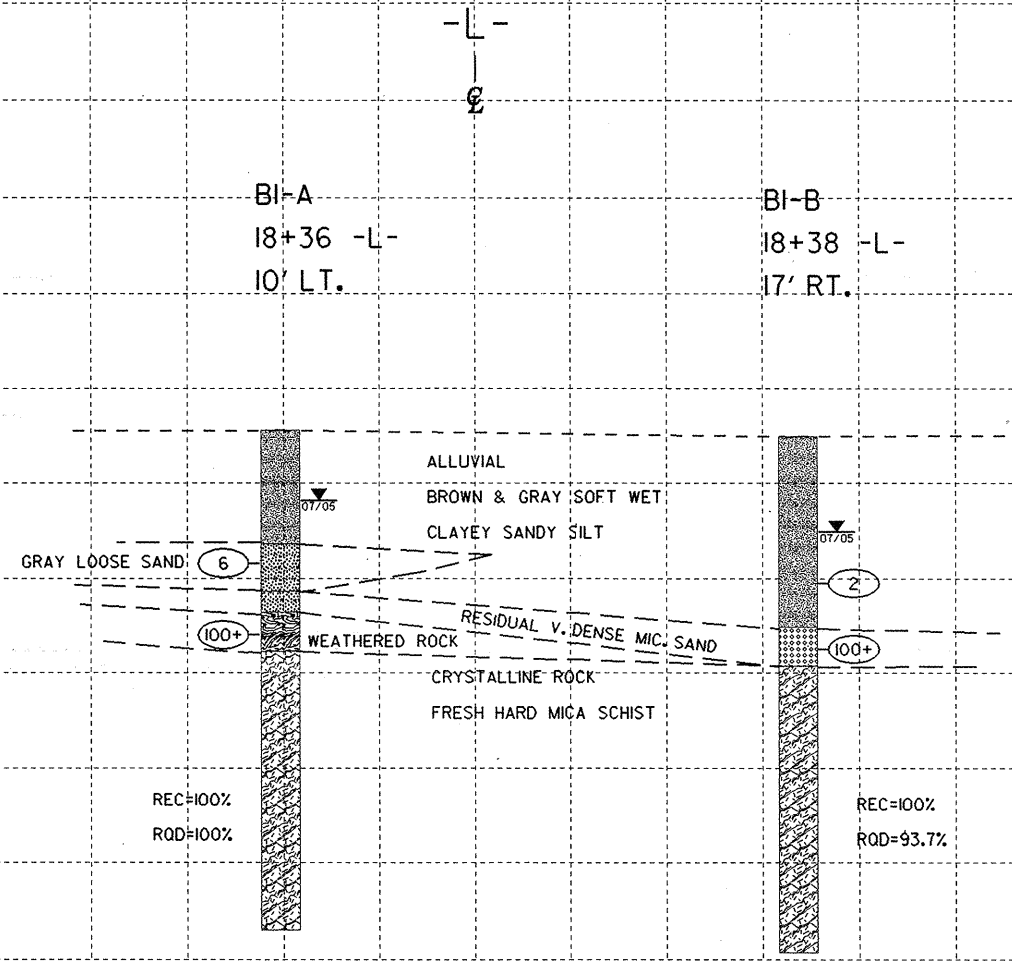 -L-
℄
B1-A
18+36 -L-
10' LT.
B1-B
18+38 -L-
17' RT.
ALLUVIAL
BROWN & GRAY SOFT WET
CLAYEY SANDY SILT
07/05
07/05
GRAY LOOSE SAND
6
2
RESIDUAL V. DENSE MIC. SAND
100+
WEATHERED ROCK
100+
CRYSTALLINE ROCK
FRESH HARD MICA SCHIST
REC=100%
RQD=100%
REC=100%
RQD=93.7%